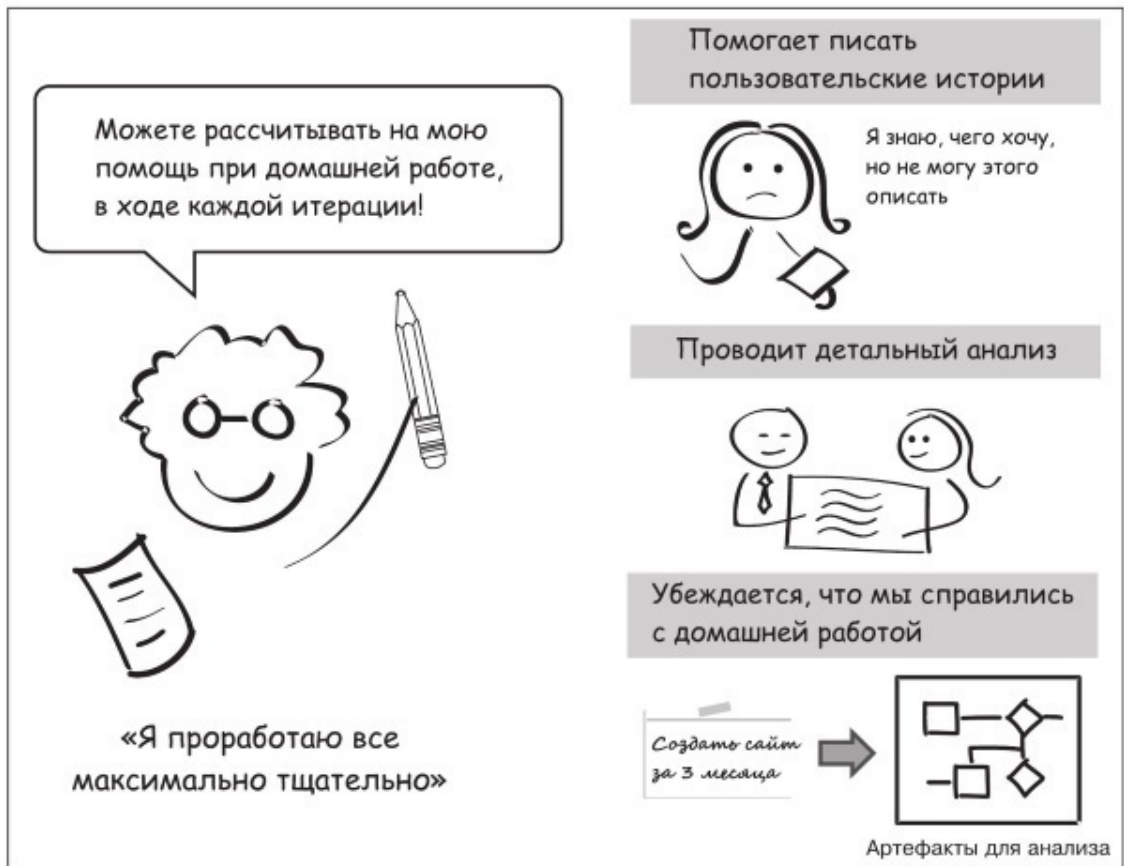 Можете рассчитывать на мою
помощь при домашней работе,
в ходе каждой итерации!
«Я проработаю все
максимально тщательно»
Помогает писать
пользовательские истории
Я знаю, чего хочу,
но не могу этого
описать
Проводит детальный анализ
Убеждается, что мы справились
с домашней работой
Создать сайт
за 3 месяца
Артефакты для анализа